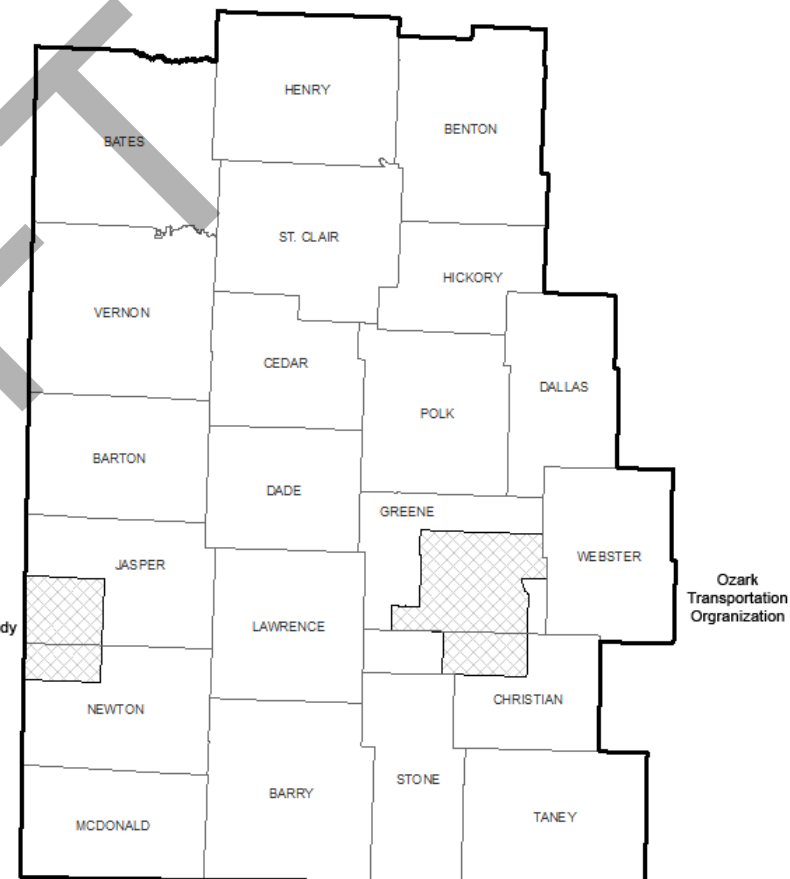 HENRY
BENTON
BATES
ST. CLAIR
HICKORY
VERNON
CEDAR
DALLAS
POLK
BARTON
DADE
GREENE
WEBSTER
JASPER
Ozark
Transportation
Orgranization
LAWRENCE
dy
CHRISTIAN
NEWTON
STONE
BARRY
TANEY
MCDONALD